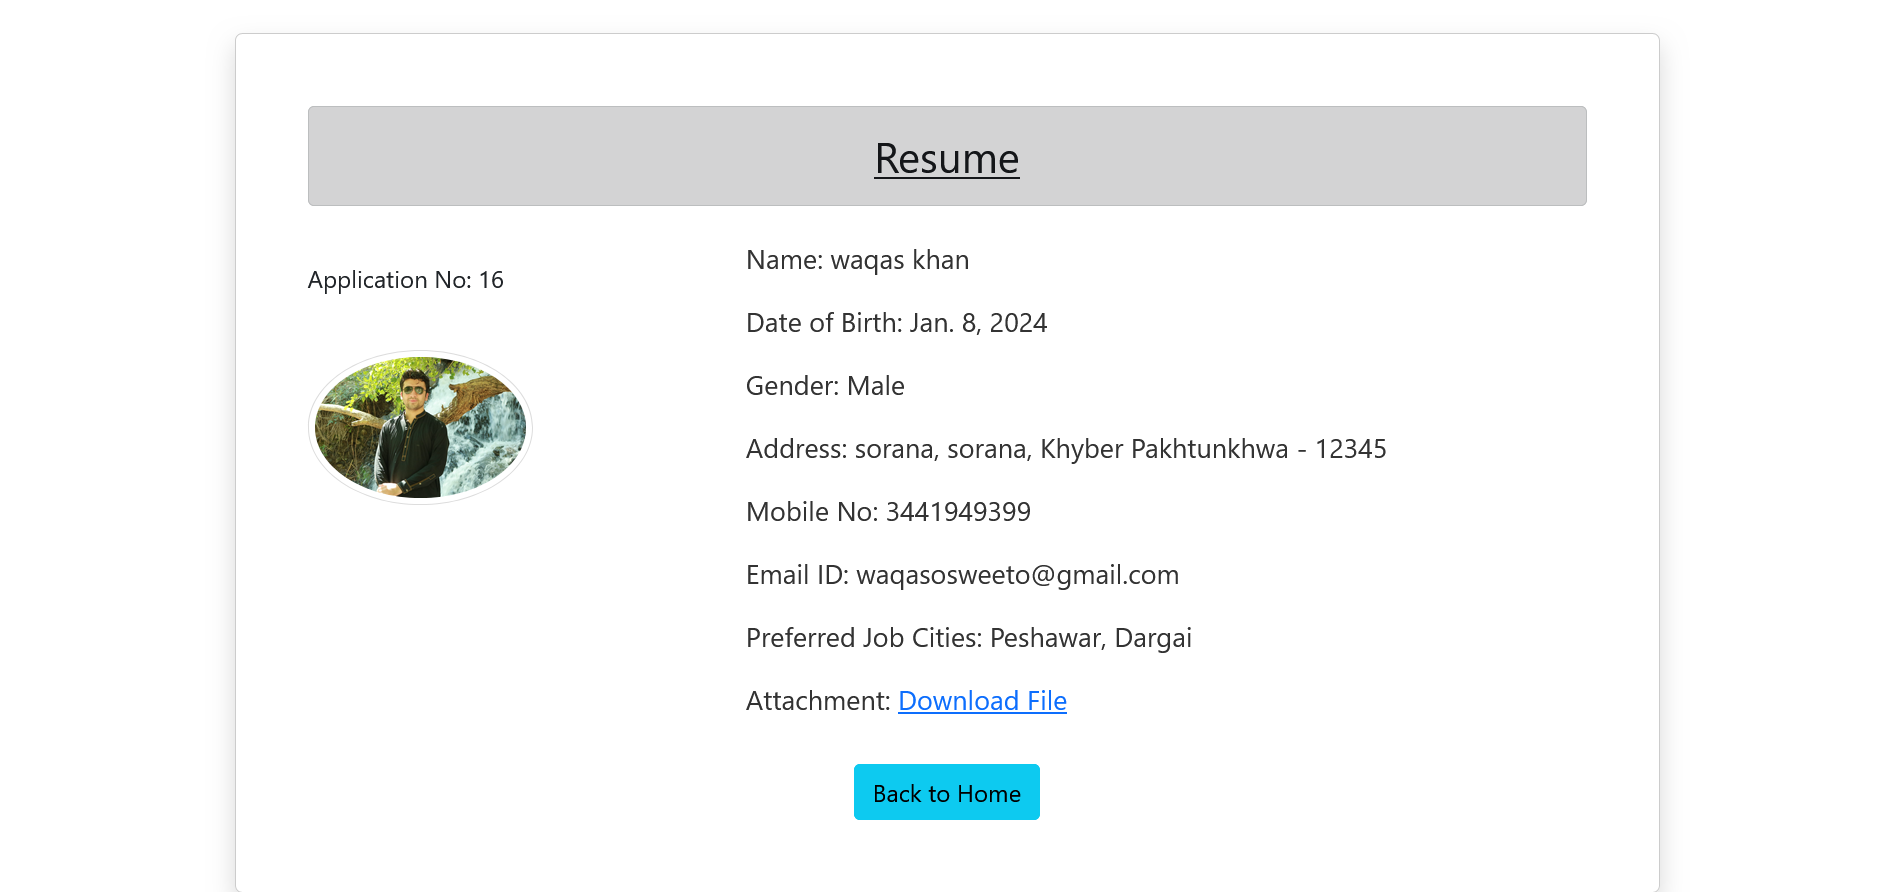 Resume
Application No: 16
Name: waqas khan
Date of Birth: Jan. 8, 2024
Gender: Male
Address: sorana, sorana, Khyber Pakhtunkhwa - 12345
Mobile No: 3441949399
Email ID: waqasosweeto@gmail.com
Preferred Job Cities: Peshawar, Dargai
Attachment: Download File
Back to Home